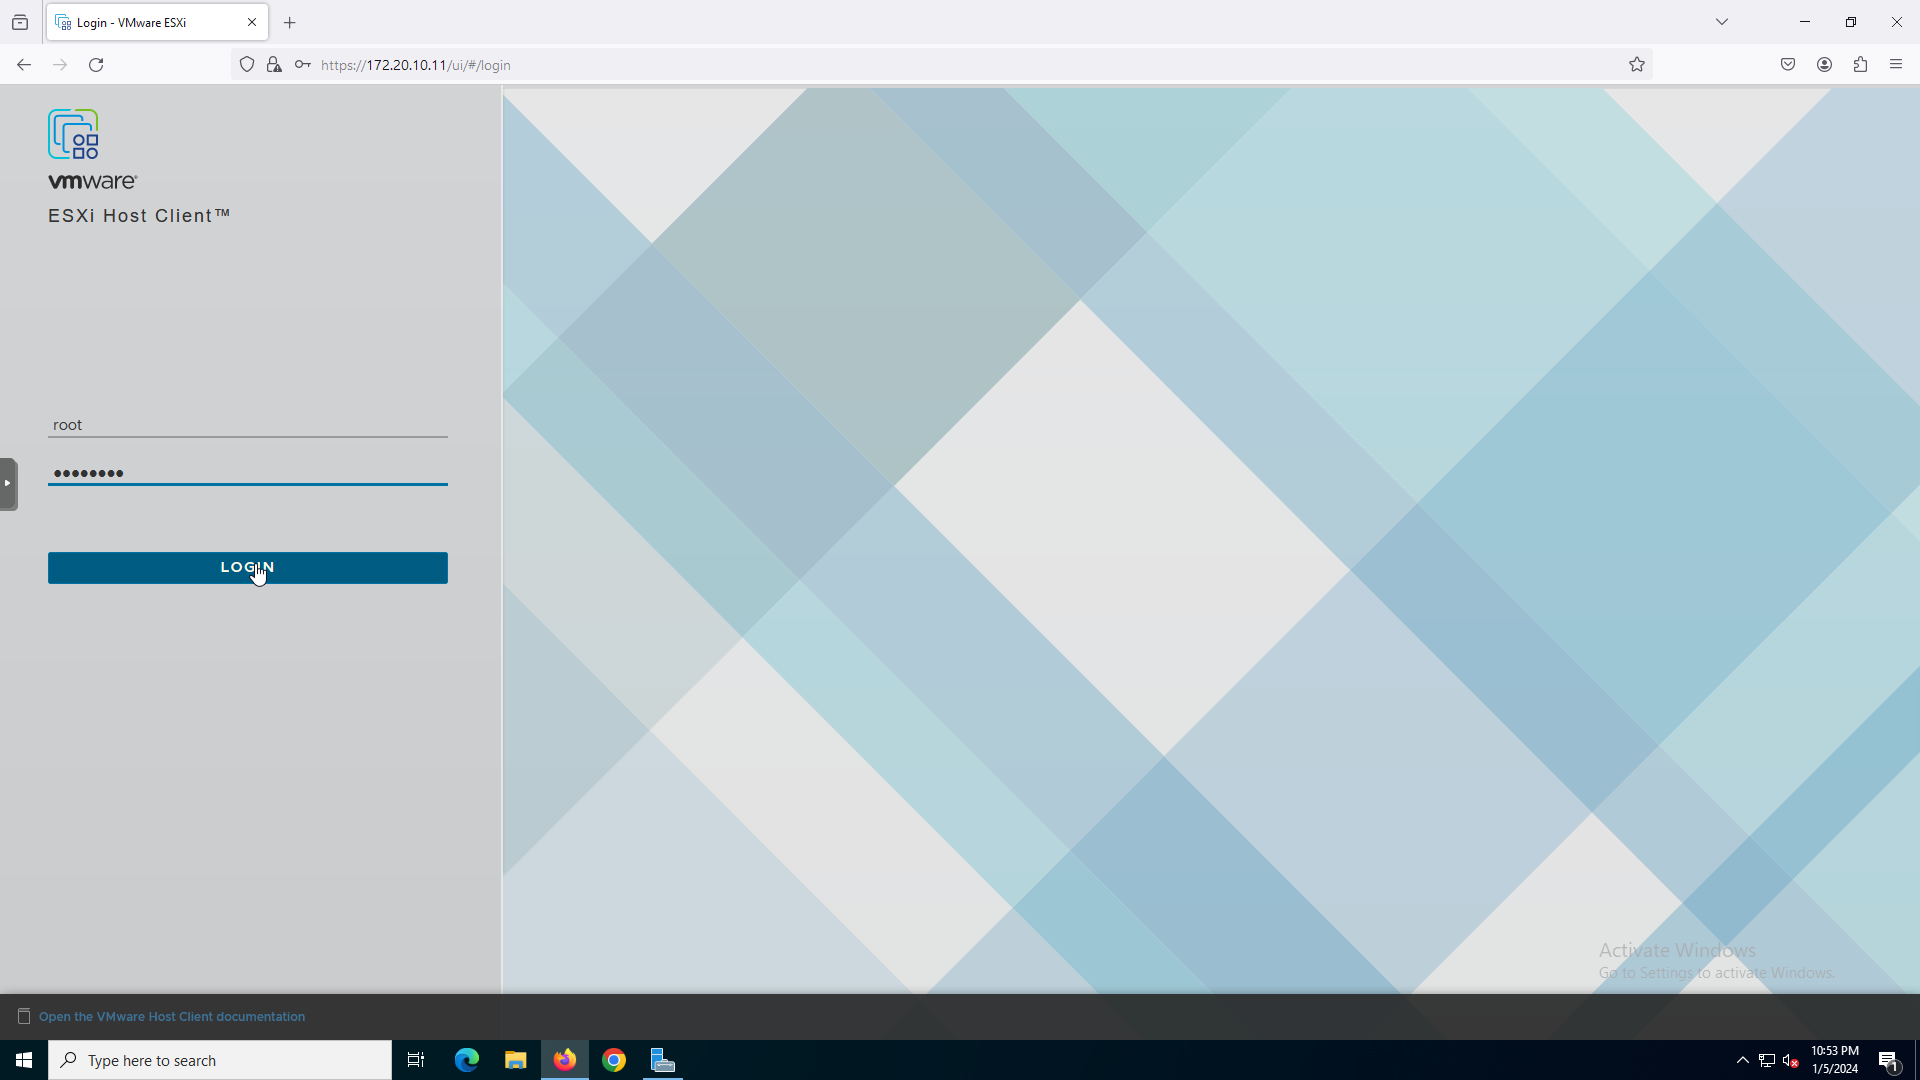 Login - VMware ESXi
https://172.20.10.11/ui/#/login
vmware®
ESXi Host Client™
root
••••••••
LOGIN
Activate Windows
Go to Settings to activate Windows.
Open the VMware Host Client documentation
Type here to search
10:53 PM
1/5/2024
1